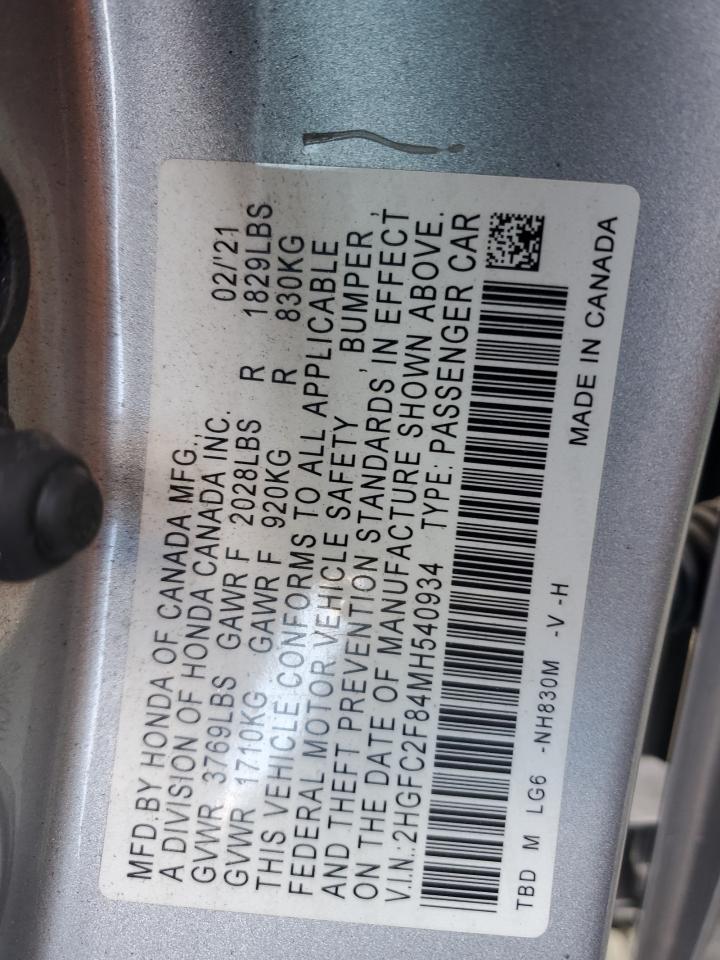 MFD.BY HONDA OF CANADA MFG.,
A DIVISION OF HONDA CANADA INC. 02/'21
GVWR 3769LBS GAWR F 2028LBS R 1829LBS
GVWR 1710KG GAWR F 920KG R 830KG
THIS VEHICLE CONFORMS TO ALL APPLICABLE
FEDERAL MOTOR VEHICLE SAFETY, BUMPER,
AND THEFT PREVENTION STANDARDS IN EFFECT
ON THE DATE OF MANUFACTURE SHOWN ABOVE.
V.I.N.:2HGFC2F84MH540934 TYPE: PASSENGER CAR
TBD M LG6 -NH830M -V -H MADE IN CANADA